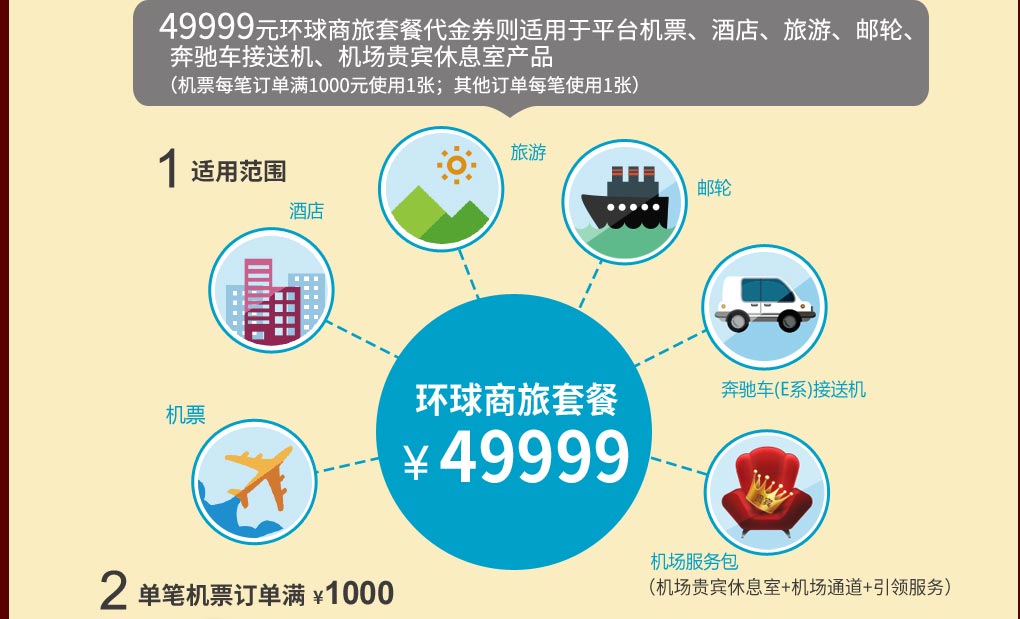 49999元环球商旅套餐代金券则适用于平台机票、酒店、旅游、邮轮、
奔驰车接送机、机场贵宾休息室产品
（机票每笔订单满1000元使用1张；其他订单每笔使用1张）
1 适用范围
旅游
邮轮
酒店
奔驰车(E系)接送机
环球商旅套餐
¥49999
机票
机场服务包
（机场贵宾休息室+机场通道+引领服务）
2 单笔机票订单满 ¥1000